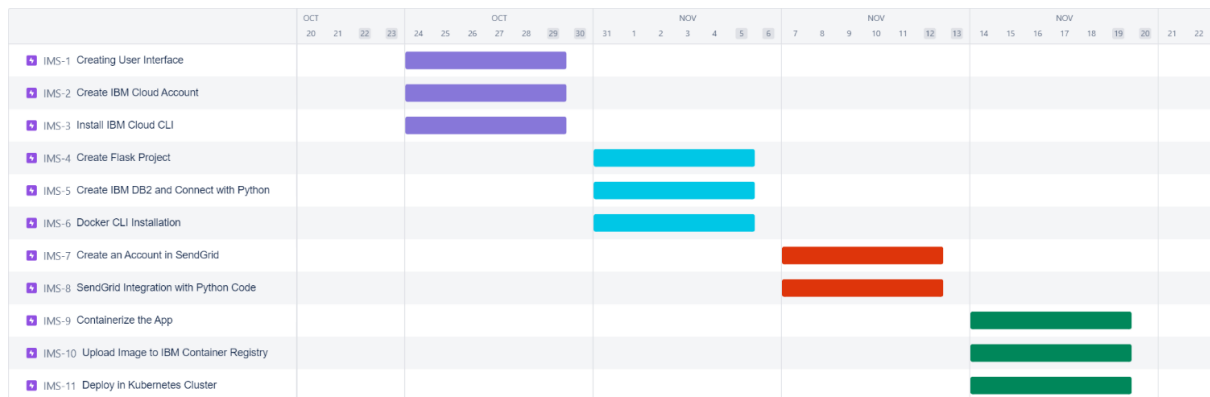 OCT OCT NOV NOV NOV
20 21 22 23 24 25 26 27 28 29 30 31 1 2 3 4 5 6 7 8 9 10 11 12 13 14 15 16 17 18 19 20 21 22
IMS-1 Creating User Interface
IMS-2 Create IBM Cloud Account
IMS-3 Install IBM Cloud CLI
IMS-4 Create Flask Project
IMS-5 Create IBM DB2 and Connect with Python
IMS-6 Docker CLI Installation
IMS-7 Create an Account in SendGrid
IMS-8 SendGrid Integration with Python Code
IMS-9 Containerize the App
IMS-10 Upload Image to IBM Container Registry
IMS-11 Deploy in Kubernetes Cluster